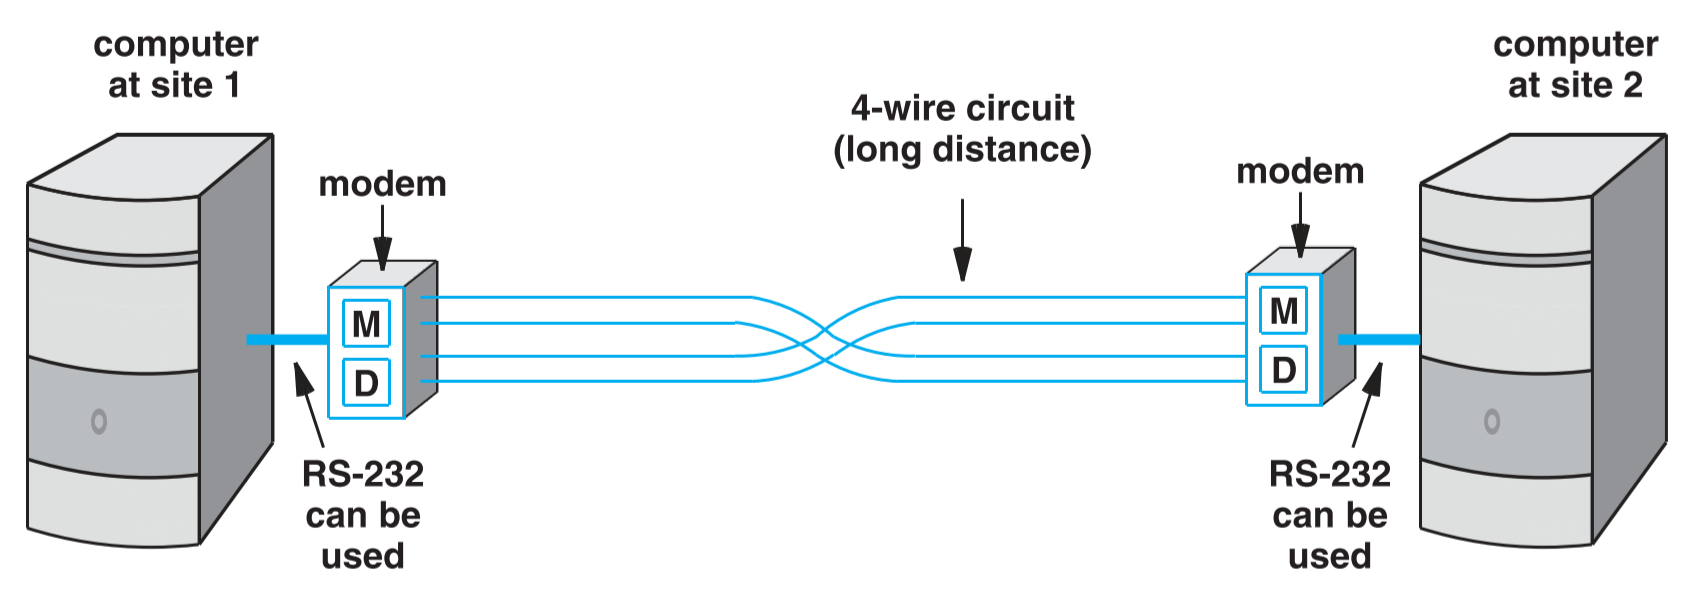 computer
at site 1
computer
at site 2
4-wire circuit
(long distance)
modem
modem
M
D
M
D
RS-232
can be
used
RS-232
can be
used